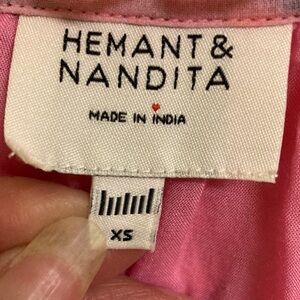 HEMANT &
NANDITA
MADE IN INDIA
XS